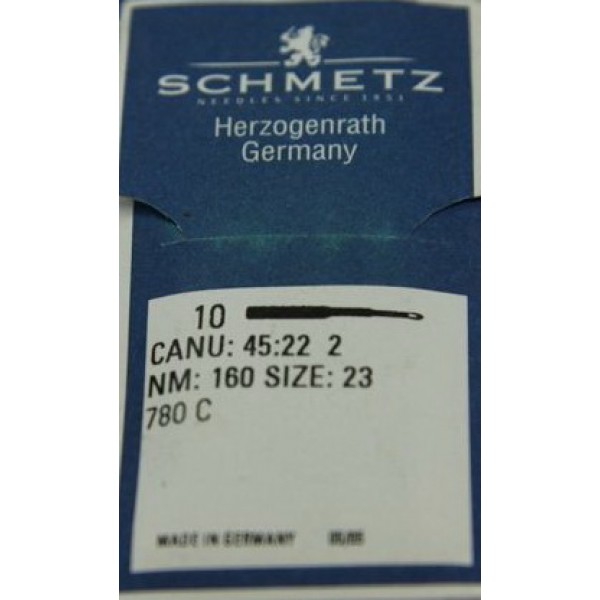 SCHMETZ
NEEDLES SINCE 1851
Herzogenrath
Germany
10
CANU: 45:22 2
NM: 160 SIZE: 23
780 C
MADE IN GERMANY